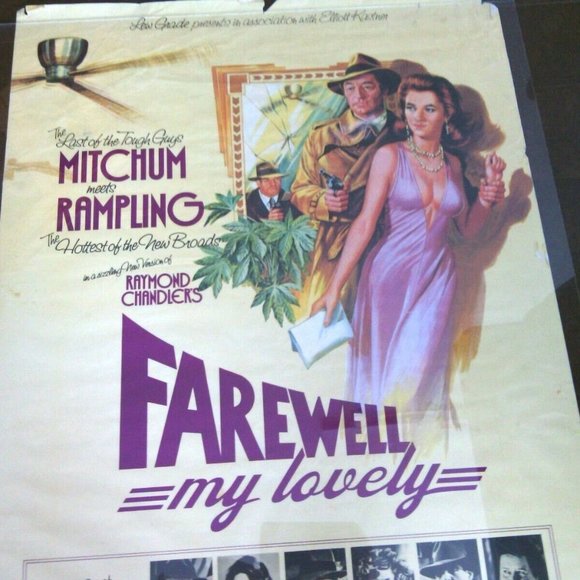 Lew Grade presents in association with Elliott Kastner
The
Last of the Tough Guys
MITCHUM
meets
RAMPLING
The
Hottest of the New Broads
in a sizzling New Version of
RAYMOND
CHANDLER'S
FAREWELL
my lovely